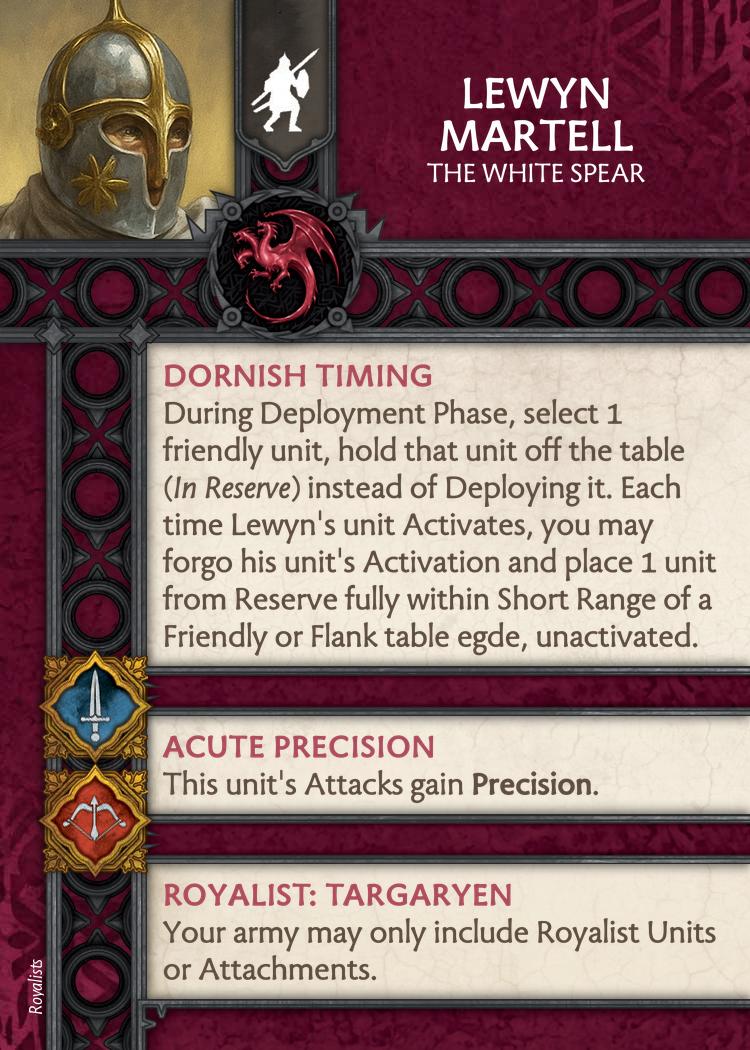 LEWYN
MARTELL
THE WHITE SPEAR
DORNISH TIMING
During Deployment Phase, select 1
friendly unit, hold that unit off the table
(In Reserve) instead of Deploying it. Each
time Lewyn's unit Activates, you may
forgo his unit's Activation and place 1 unit
from Reserve fully within Short Range of a
Friendly or Flank table egde, unactivated.
ACUTE PRECISION
This unit's Attacks gain Precision.
ROYALIST: TARGARYEN
Your army may only include Royalist Units
or Attachments.
Royalists